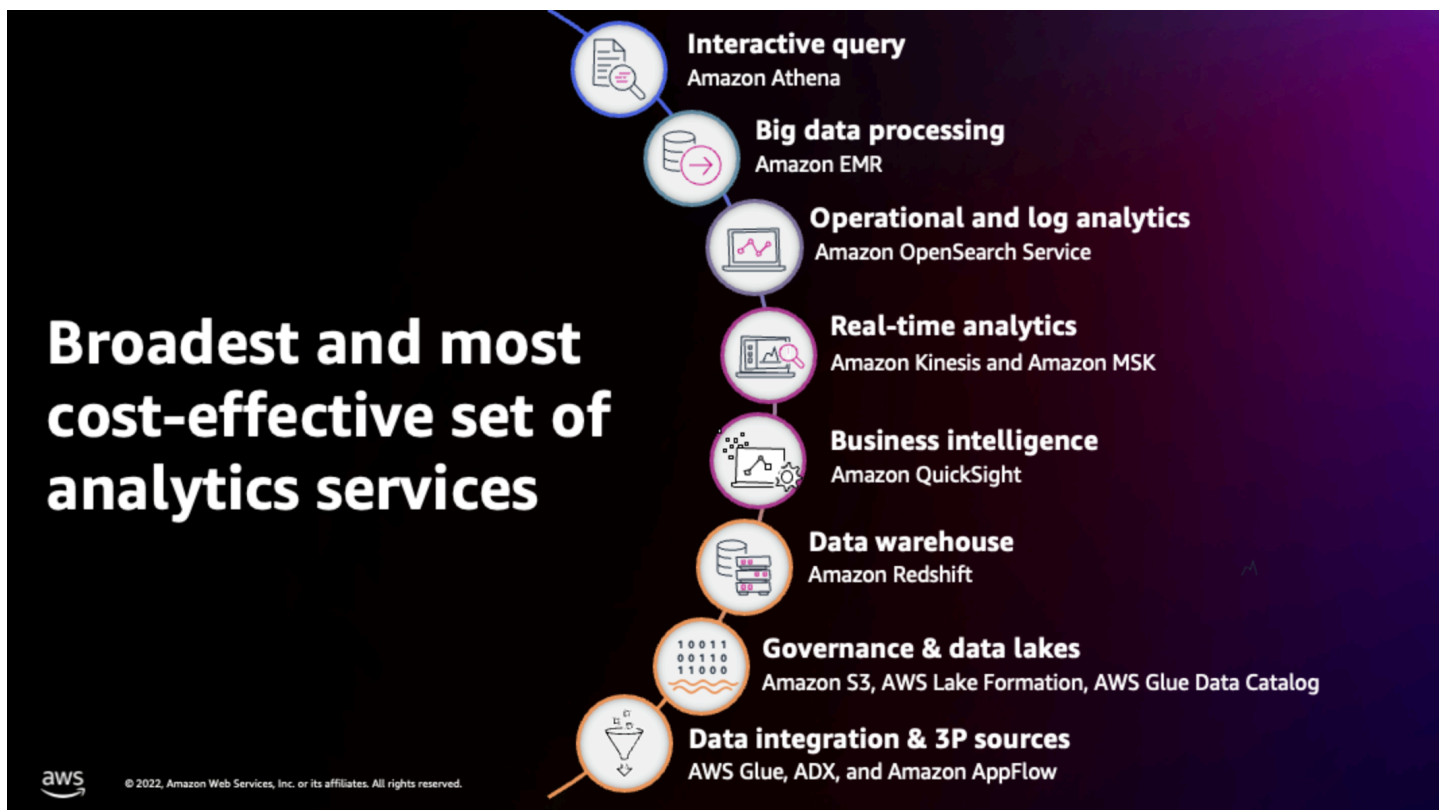 Broadest and most
cost-effective set of
analytics services
Interactive query
Amazon Athena
Big data processing
Amazon EMR
Operational and log analytics
Amazon OpenSearch Service
Real-time analytics
Amazon Kinesis and Amazon MSK
Business intelligence
Amazon QuickSight
Data warehouse
Amazon Redshift
10011
00110
11000
Governance & data lakes
Amazon S3, AWS Lake Formation, AWS Glue Data Catalog
Data integration & 3P sources
AWS Glue, ADX, and Amazon AppFlow
aws
© 2022, Amazon Web Services, Inc. or its affiliates. All rights reserved.